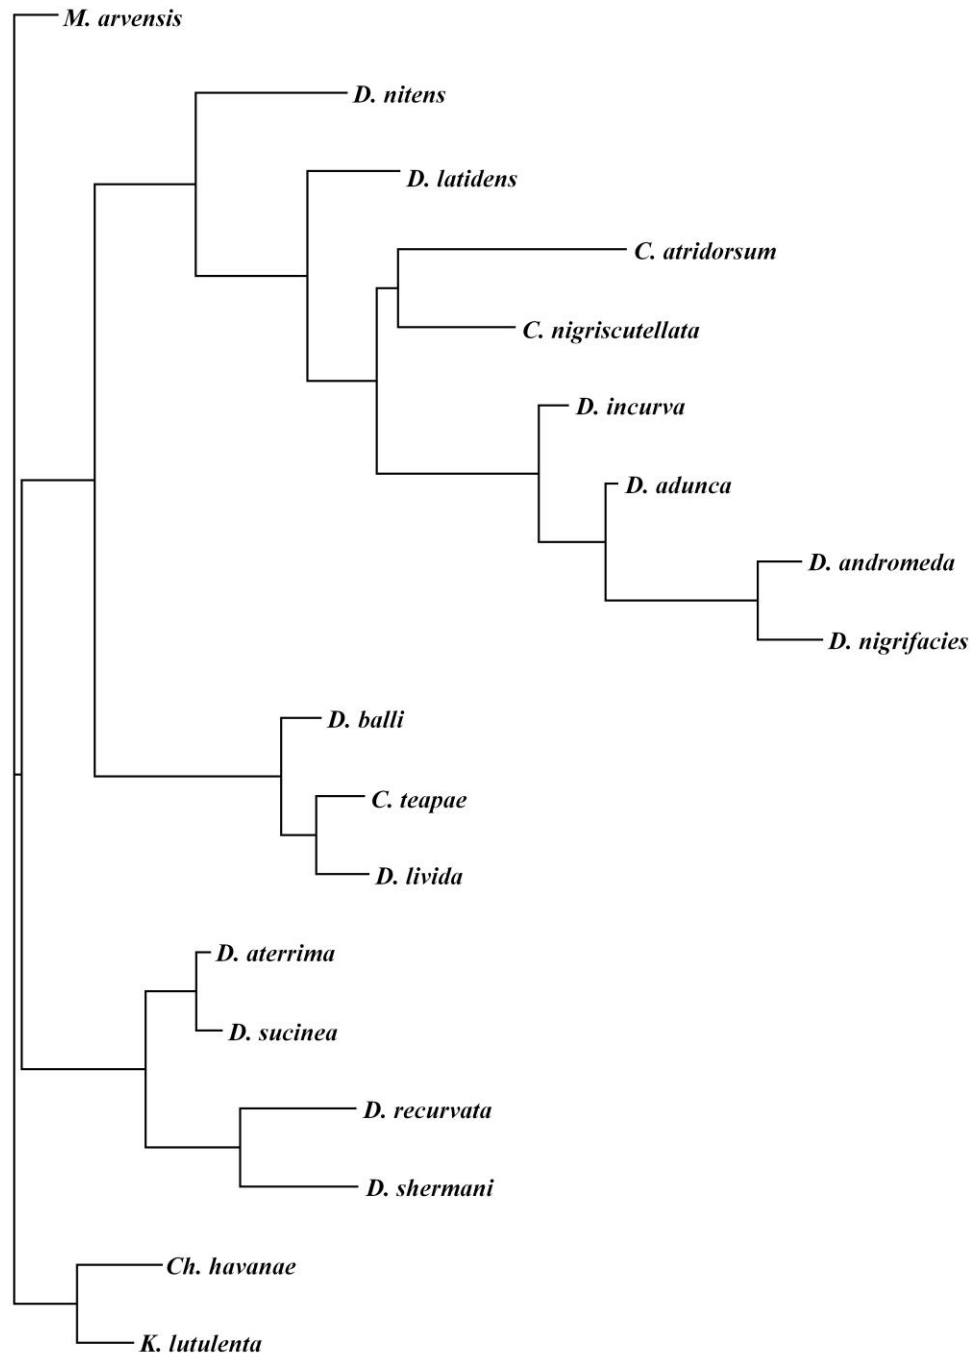 M. arvensis
D. nitens
D. latidens
C. atridorsum
C. nigriscutellata
D. incurva
D. adunca
D. andromeda
D. nigrifacies
D. balli
C. teapae
D. livida
D. aterrima
D. sucinea
D. recurvata
D. shermani
Ch. havanae
K. lutulenta